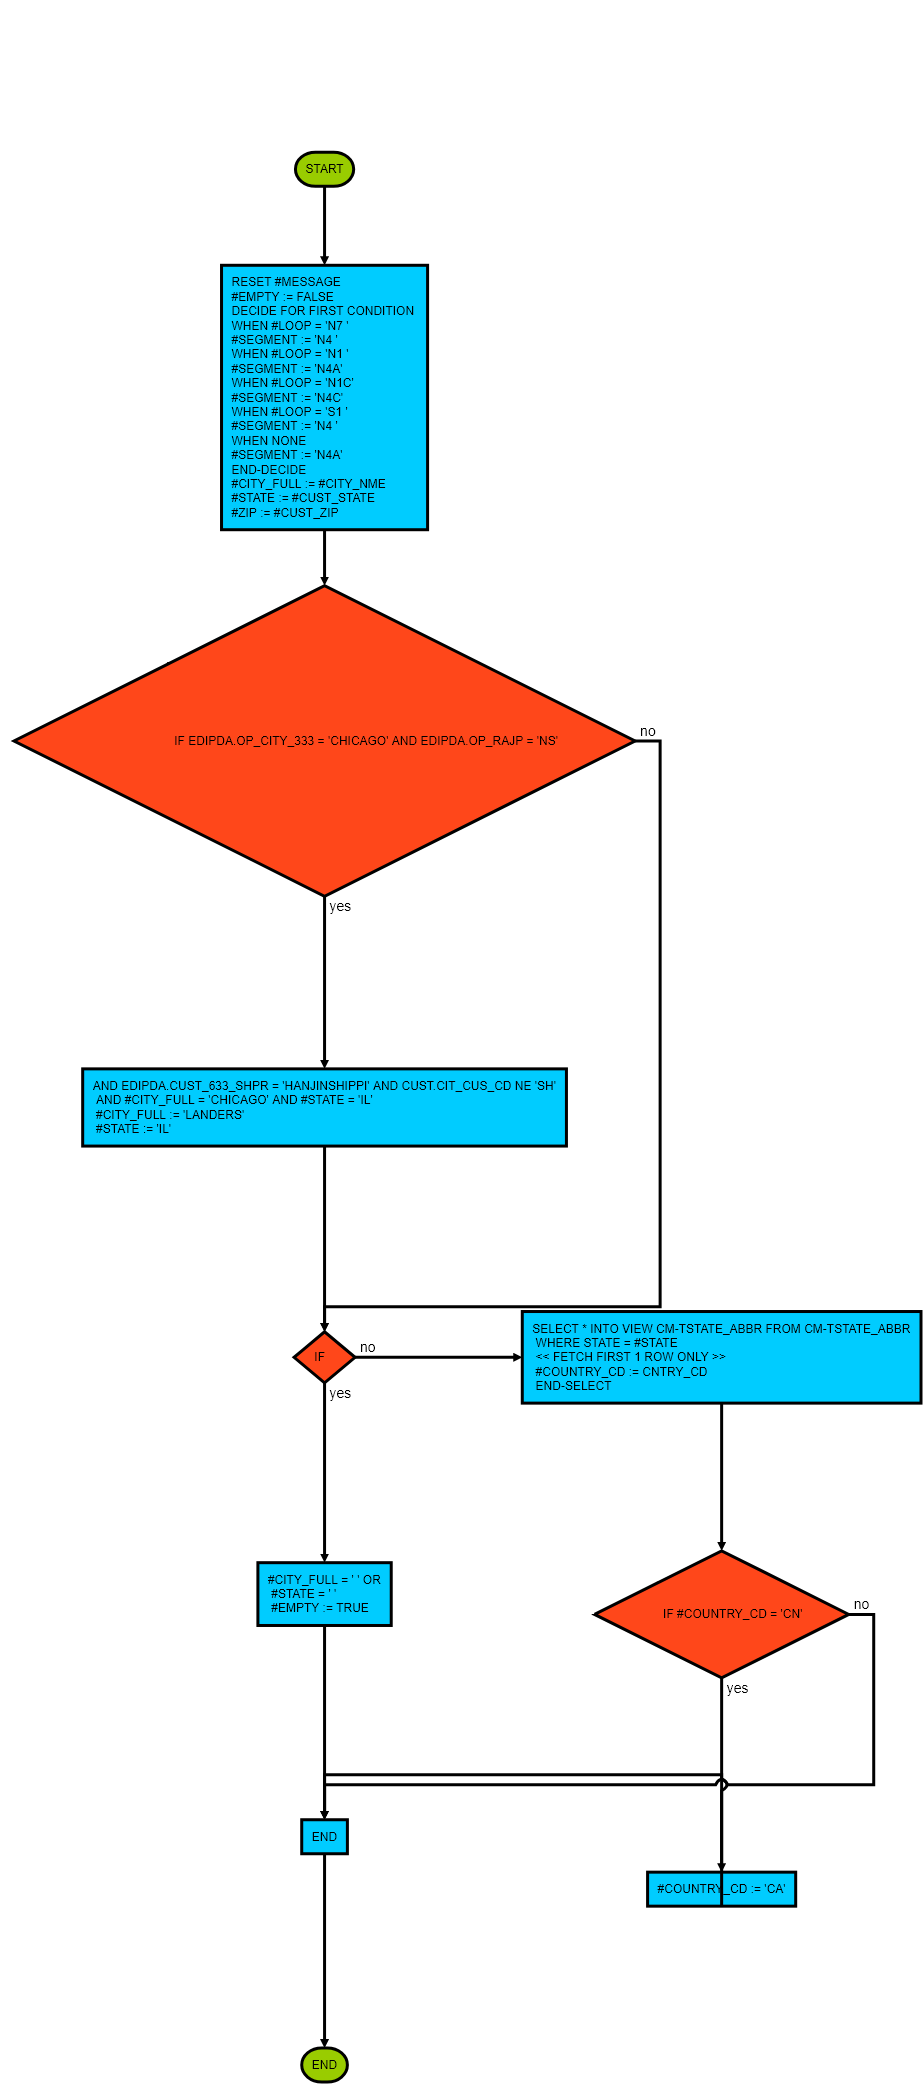 START
RESET #MESSAGE
#EMPTY := FALSE
DECIDE FOR FIRST CONDITION
WHEN #LOOP = 'N7 '
#SEGMENT := 'N4 '
WHEN #LOOP = 'N1 '
#SEGMENT := 'N4A'
WHEN #LOOP = 'N1C'
#SEGMENT := 'N4C'
WHEN #LOOP = 'S1 '
#SEGMENT := 'N4 '
WHEN NONE
#SEGMENT := 'N4A'
END-DECIDE
#CITY_FULL := #CITY_NME
#STATE := #CUST_STATE
#ZIP := #CUST_ZIP
IF EDIPDA.OP_CITY_333 = 'CHICAGO' AND EDIPDA.OP_RAJP = 'NS'
no
yes
AND EDIPDA.CUST_633_SHPR = 'HANJINSHIPPI' AND CUST.CIT_CUS_CD NE 'SH'
AND #CITY_FULL = 'CHICAGO' AND #STATE = 'IL'
#CITY_FULL := 'LANDERS'
#STATE := 'IL'
IF
no
yes
SELECT * INTO VIEW CM-TSTATE_ABBR FROM CM-TSTATE_ABBR
WHERE STATE = #STATE
<< FETCH FIRST 1 ROW ONLY >>
#COUNTRY_CD := CNTRY_CD
END-SELECT
#CITY_FULL = ' ' OR
#STATE = ' '
#EMPTY := TRUE
IF #COUNTRY_CD = 'CN'
no
yes
END
#COUNTRY_CD := 'CA'
END